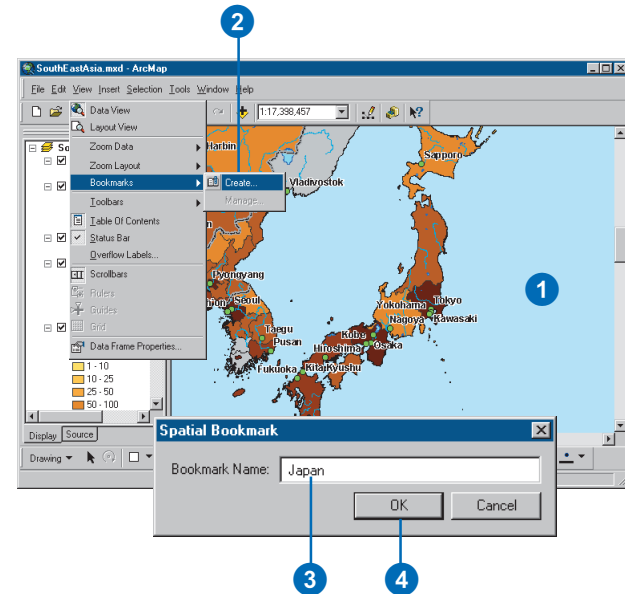 2
SouthEastAsia.mxd - ArcMap
File Edit View Insert Selection Tools Window Help
1:17,398,457
Data View
Layout View
Zoom Data
Zoom Layout
Bookmarks
Create...
Manage...
Toolbars
Table Of Contents
Status Bar
Overflow Labels...
Scrollbars
Rulers
Guides
Grid
Data Frame Properties...
So
1 - 10
10 - 25
25 - 50
50 - 100
Display Source
Drawing
Harbin
Sapporo
Vladivostok
Pyongyang
Seoul
Taegu
Pusan
Yokohama
Tokyo
Nagoya
Kawasaki
Kobe
Osaka
Hiroshima
Fukuoka
Kita Kyushu
1
Spatial Bookmark
Bookmark Name: Japan
OK Cancel
3
4